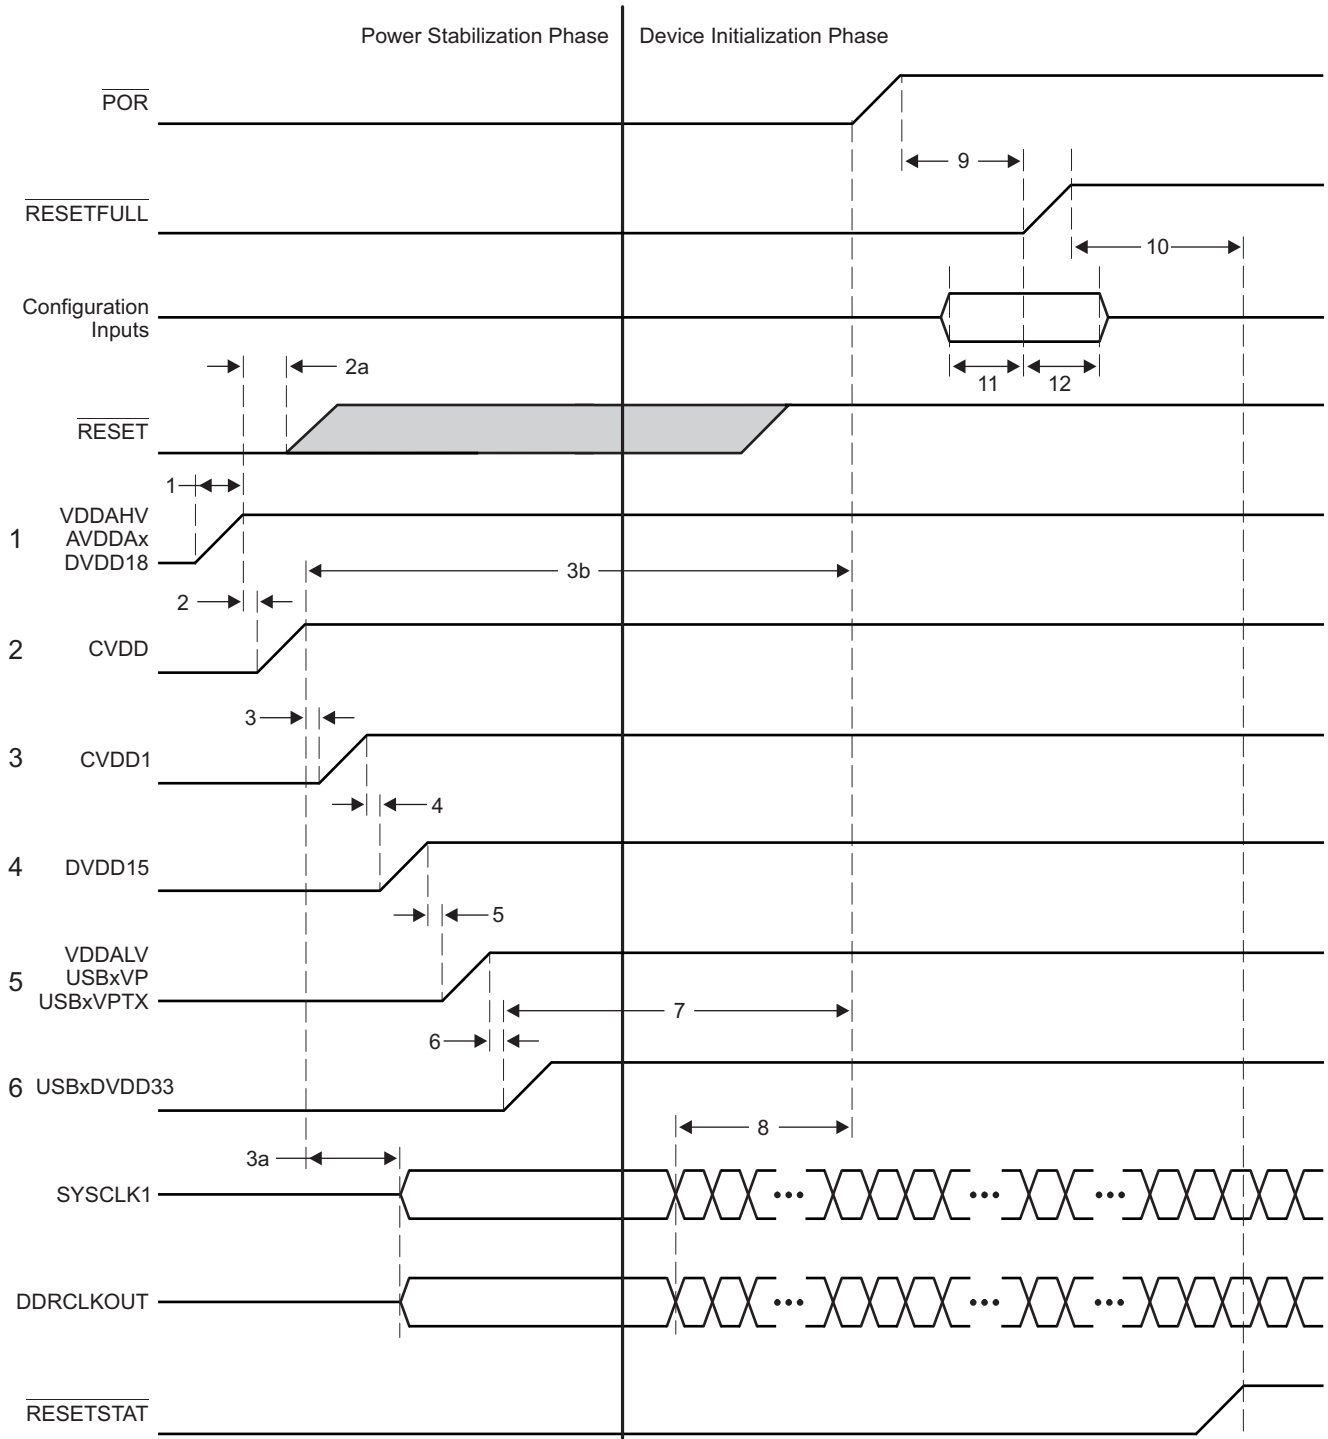 Power Stabilization Phase
Device Initialization Phase
POR
9
RESETFULL
10
Configuration
Inputs
11
12
2a
RESET
1
1
VDDAHV
AVDDAx
DVDD18
3b
2
2
CVDD
3
3
CVDD1
4
4
DVDD15
5
5
VDDALV
USBxVP
USBxVPTX
7
6
6
USBxDVDD33
8
3a
SYSCLK1
DDRCLKOUT
RESETSTAT